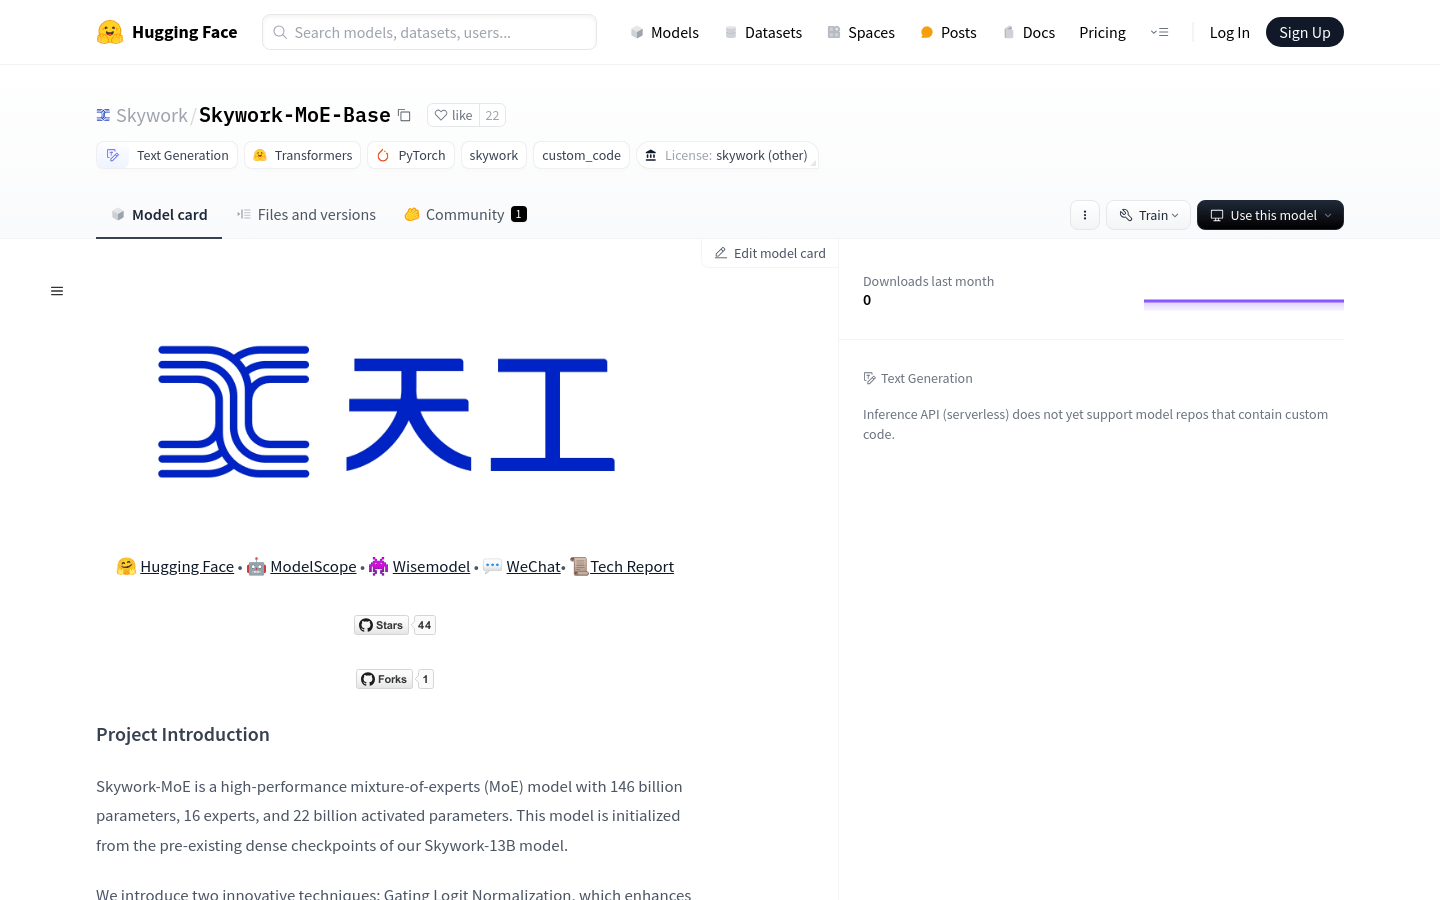 Hugging Face
Search models, datasets, users...
Models
Datasets
Spaces
Posts
Docs
Pricing
Log In
Sign Up
Skywork/Skywork-MoE-Base
like 22
Text Generation
Transformers
PyTorch
skywork
custom_code
License: skywork (other)
Model card
Files and versions
Community 1
Train
Use this model
Edit model card
Downloads last month
0
天工
Text Generation
Inference API (serverless) does not yet support model repos that contain custom
code.
🤗 Hugging Face • 🤖 ModelScope • 👾 Wisemodel • 💬 WeChat• 📜Tech Report
Stars 44
Forks 1
Project Introduction
Skywork-MoE is a high-performance mixture-of-experts (MoE) model with 146 billion
parameters, 16 experts, and 22 billion activated parameters. This model is initialized
from the pre-existing dense checkpoints of our Skywork-13B model.
We introduce two innovative techniques: Gating Logit Normalization, which enhances